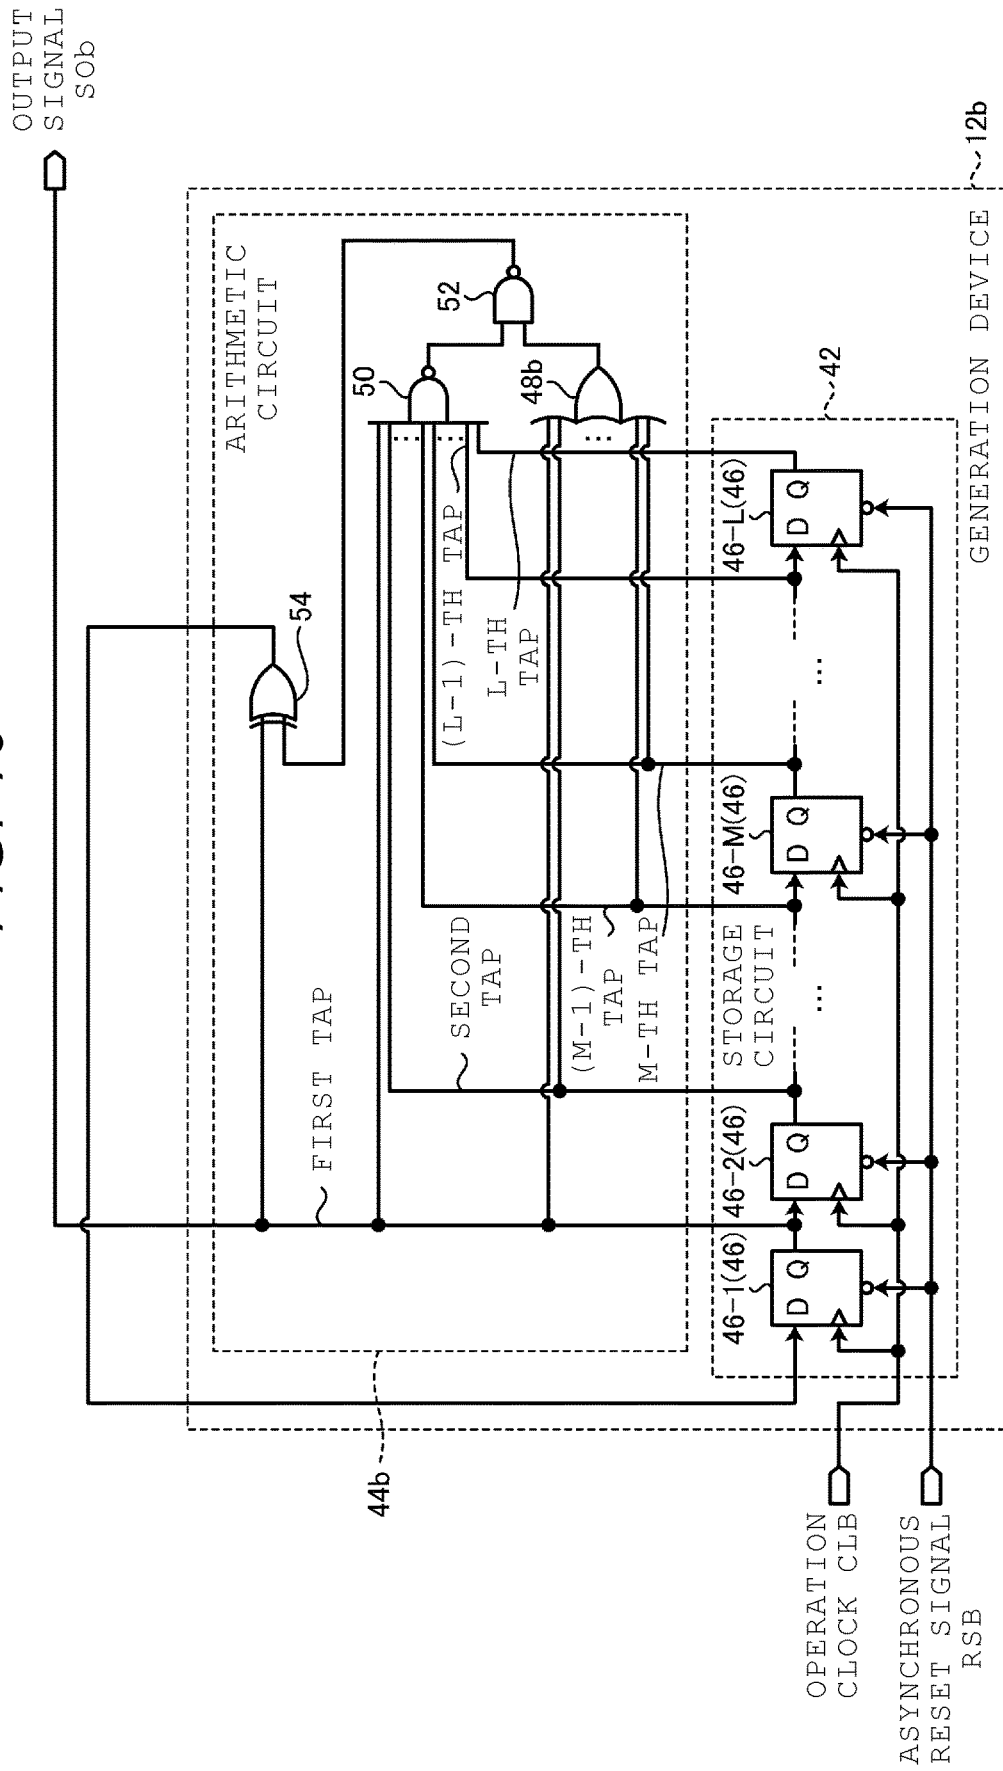 OUTPUT
SIGNAL
SOb
ARITHMETIC
CIRCUIT
54
50
52
48b
FIRST TAP
SECOND
TAP
(L-1)-TH TAP
L-TH
TAP
(M-1)-TH
TAP
M-TH TAP
44b
STORAGE
CIRCUIT
42
46-1(46)
D Q
46-2(46)
D Q
...
46-M(46)
D Q
...
46-L(46)
D Q
GENERATION DEVICE
12b
OPERATION
CLOCK CLB
ASYNCHRONOUS
RESET SIGNAL
RSB